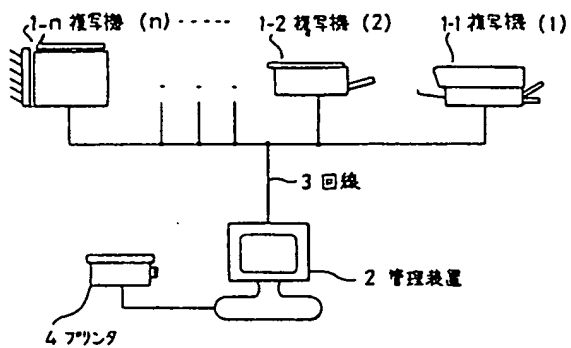 1-n 複写機 (n) ----- 1-2 複写機 (2) 1-1 複写機 (1)
3 回線
2 管理装置
4 プリンタ